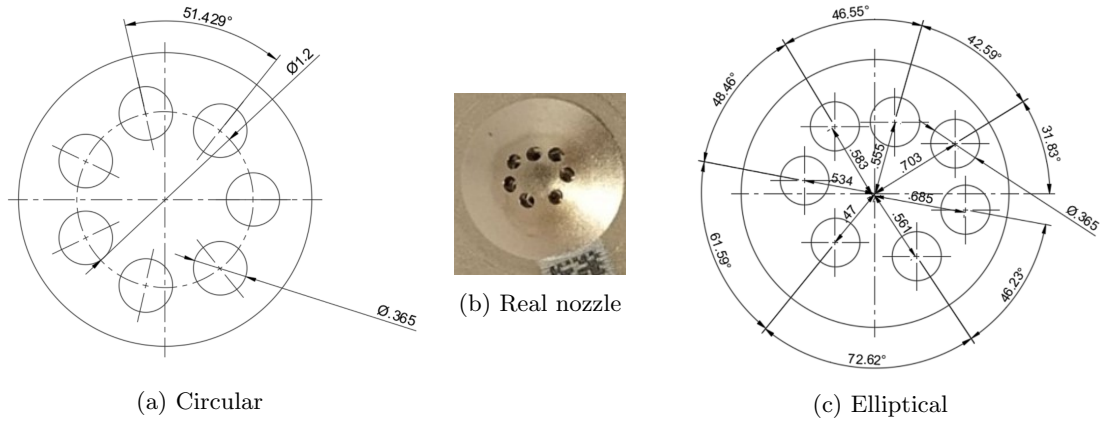 51.429°
Ø1.2
Ø.365
(a) Circular
(b) Real nozzle
46.55°
42.59°
48.46°
31.83°
.583
.555
.703
.534
.685
.47
.561
Ø.365
61.59°
46.23°
72.62°
(c) Elliptical